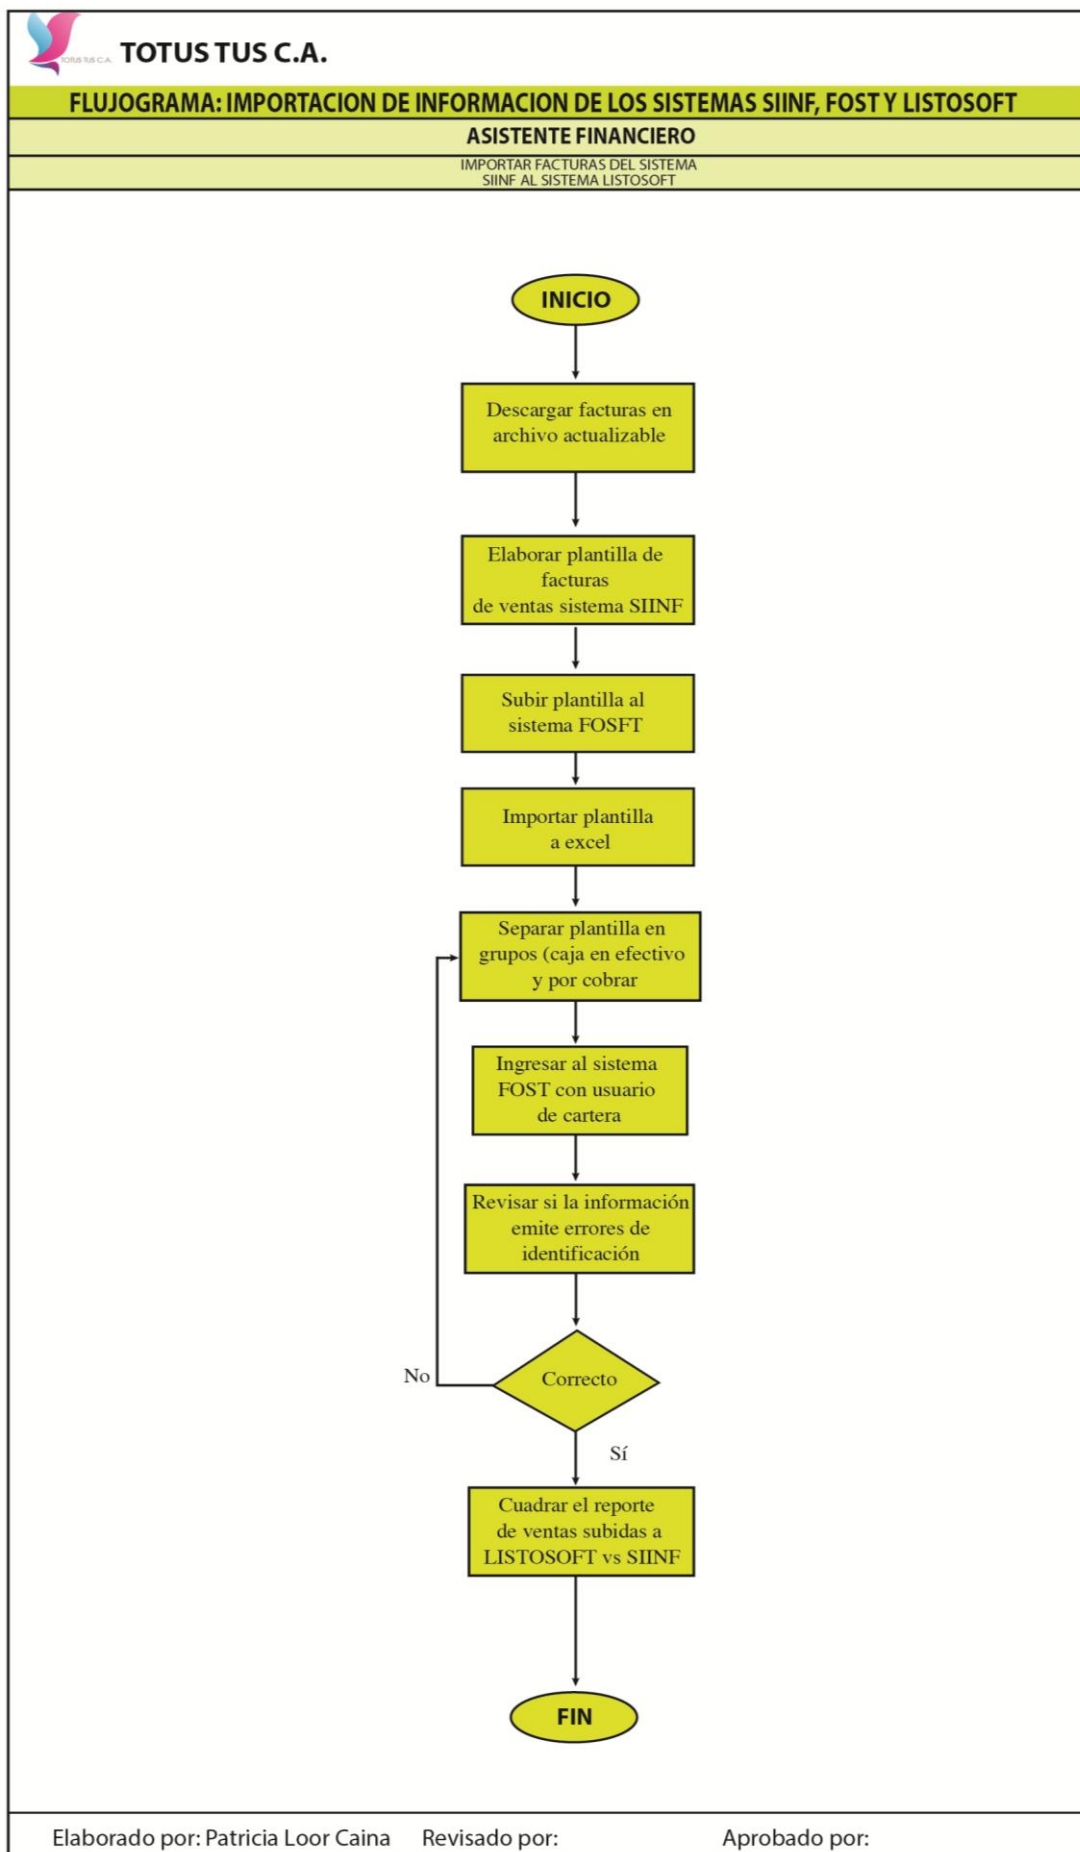 TOTUS TUS C.A.
TOTUS TUS C.A.
FLUJOGRAMA: IMPORTACION DE INFORMACION DE LOS SISTEMAS SIINF, FOST Y LISTOSOFT
ASISTENTE FINANCIERO
IMPORTAR FACTURAS DEL SISTEMA
SIINF AL SISTEMA LISTOSOFT
INICIO
Descargar facturas en
archivo actualizable
Elaborar plantilla de
facturas
de ventas sistema SIINF
Subir plantilla al
sistema FOSFT
Importar plantilla
a excel
Separar plantilla en
grupos (caja en efectivo
y por cobrar
Ingresar al sistema
FOST con usuario
de cartera
Revisar si la información
emite errores de
identificación
No
Correcto
Sí
Cuadrar el reporte
de ventas subidas a
LISTOSOFT vs SIINF
FIN
Elaborado por: Patricia Loor Caina Revisado por: Aprobado por: